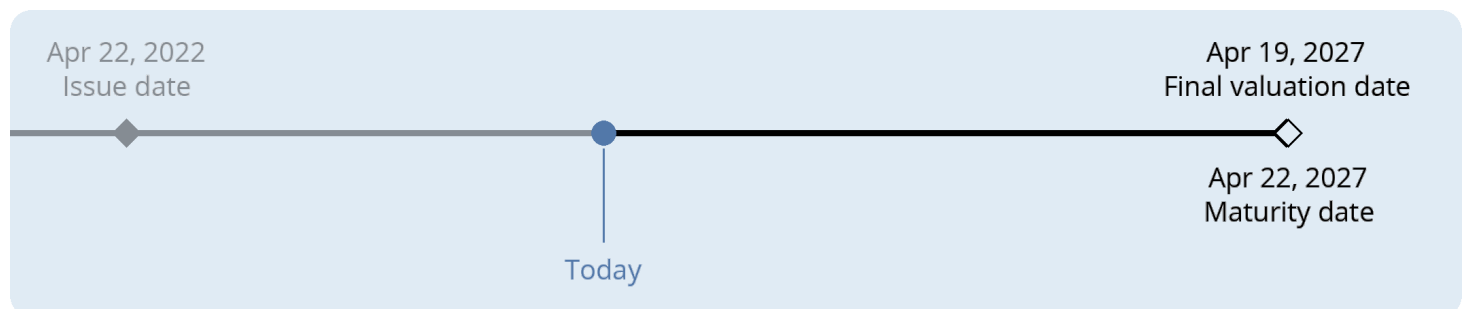 Apr 22, 2022
Issue date
Apr 19, 2027
Final valuation date
Apr 22, 2027
Maturity date
Today